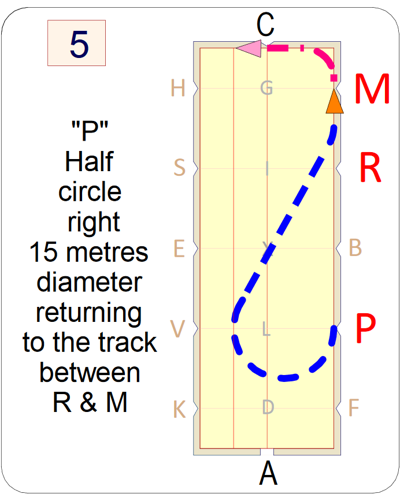 5
"P"
Half
circle
right
15 metres
diameter
returning
to the track
between
R & M
C
H G M
S I R
E X B
V L P
K D F
A